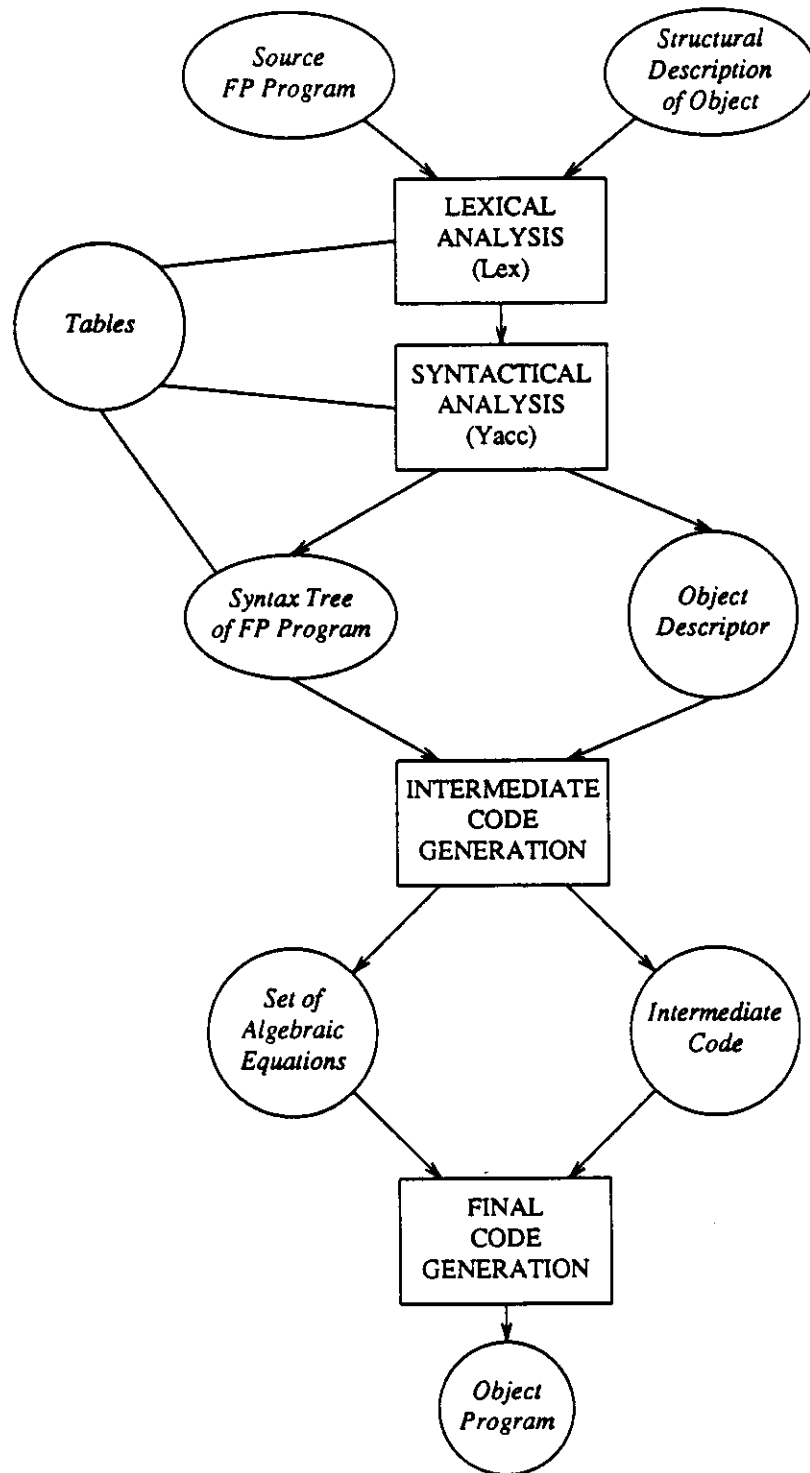 Source
FP Program
Structural
Description
of Object
LEXICAL
ANALYSIS
(Lex)
Tables
SYNTACTICAL
ANALYSIS
(Yacc)
Syntax Tree
of FP Program
Object
Descriptor
INTERMEDIATE
CODE
GENERATION
Set of
Algebraic
Equations
Intermediate
Code
FINAL
CODE
GENERATION
Object
Program